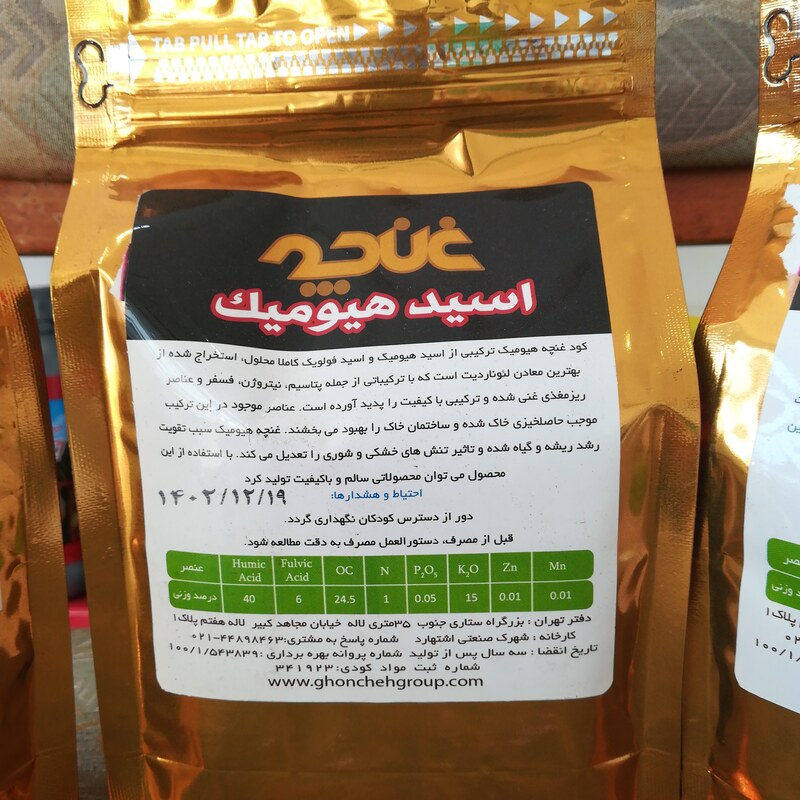 TAB PULL TAB TO OPEN
غنچه
اسید هیومیک
کود غنچه هیومیک ترکیبی از اسید هیومیک و اسید فولویک کاملا محلول، استخراج شده از
بهترین معادن لئوناردیت است که با ترکیباتی از جمله پتاسیم، نیتروژن، فسفر و عناصر
ریزمغذی غنی شده و ترکیبی با کیفیت را پدید آورده است. عناصر موجود در این ترکیب
موجب حاصلخیزی خاک شده و ساختمان خاک را بهبود می بخشند. غنچه هیومیک سبب تقویت
رشد ریشه و گیاه شده و تاثیر تنش های خشکی و شوری را تعدیل می کند. با استفاده از این
محصول می توان محصولاتی سالم و باکیفیت تولید کرد
احتیاط و هشدارها: ۱۴۰۲/۱۲/۱۹
دور از دسترس کودکان نگهداری گردد.
قبل از مصرف، دستورالعمل مصرف به دقت مطالعه شود.
عنصر Humic Acid Fulvic Acid OC N P₂O₅ K₂O Zn Mn
درصد وزنی 40 6 24.5 1 0.05 15 0.01 0.01
دفتر تهران : بزرگراه ستاری جنوب ۳۵متری لاله خیابان مجاهد کبیر لاله هفتم پلاک۱
کارخانه : شهرک صنعتی اشتهارد شماره پاسخ به مشتری:۴۴۸۹۸۴۶۳-۰۲۱
تاریخ انقضا : سه سال پس از تولید شماره پروانه بهره برداری :۱۰۰/۱/۵۴۳۸۳۹
شماره ثبت مواد کودی: ۳۴۱۹۲۳
www.ghonchehgroup.com